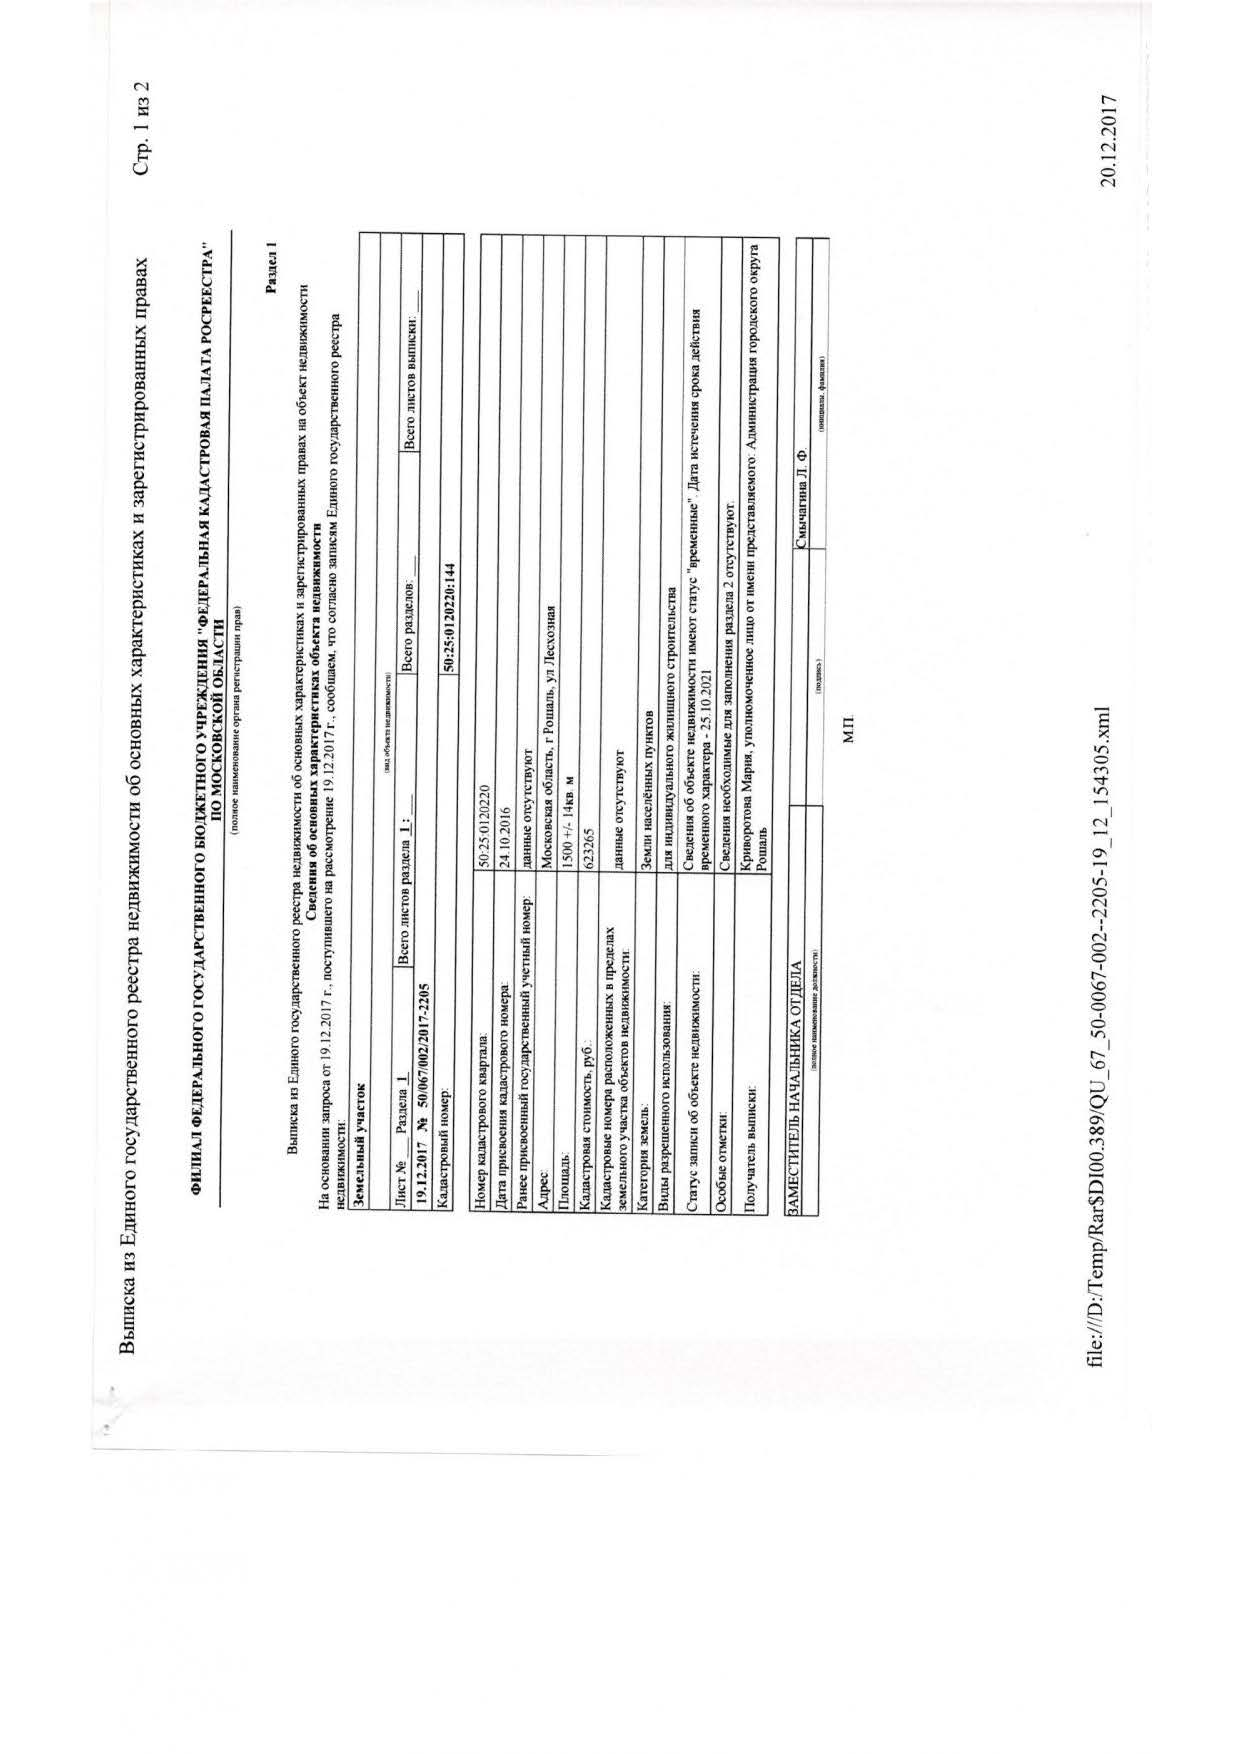 Выписка из Единого государственного реестра недвижимости об основных характеристиках и зарегистрированных правах
Стр. 1 из 2
ФИЛИАЛ ФЕДЕРАЛЬНОГО ГОСУДАРСТВЕННОГО БЮДЖЕТНОГО УЧРЕЖДЕНИЯ "ФЕДЕРАЛЬНАЯ КАДАСТРОВАЯ ПАЛАТА РОСРЕЕСТРА"
ПО МОСКОВСКОЙ ОБЛАСТИ
(полное наименование органа регистрации прав)
Раздел 1
Выписка из Единого государственного реестра недвижимости об основных характеристиках и зарегистрированных правах на объект недвижимости
Сведения об основных характеристиках объекта недвижимости
На основании запроса от 19.12.2017 г., поступившего на рассмотрение 19.12.2017 г., сообщаем, что согласно записям Единого государственного реестра
недвижимости:
Земельный участок
(вид объекта недвижимости)
Лист № ___ Раздела 1 Всего листов раздела 1 : ___ Всего разделов: ___ Всего листов выписки: ___
19.12.2017 № 50/067/002/2017-2205
Кадастровый номер: 50:25:0120220:144
Номер кадастрового квартала: 50:25:0120220
Дата присвоения кадастрового номера: 24.10.2016
Ранее присвоенный государственный учетный номер: данные отсутствуют
Адрес: Московская область, г Рошаль, ул Лесхозная
Площадь: 1500 +/- 14кв. м
Кадастровая стоимость, руб.: 623265
Кадастровые номера расположенных в пределах
земельного участка объектов недвижимости: данные отсутствуют
Категория земель: Земли населённых пунктов
Виды разрешенного использования: для индивидуального жилищного строительства
Статус записи об объекте недвижимости: Сведения об объекте недвижимости имеют статус "временные". Дата истечения срока действия
временного характера - 25.10.2021
Особые отметки: Сведения необходимые для заполнения раздела 2 отсутствуют.
Получатель выписки: Криворотова Мария, уполномоченное лицо от имени представляемого: Администрация городского округа
Рошаль
ЗАМЕСТИТЕЛЬ НАЧАЛЬНИКА ОТДЕЛА Смычагина Л. Ф.
(полное наименование должности) (подпись) (инициалы, фамилия)
М.П.
file:///D:/Temp/Rar$DI00.389/QU_67_50-0067-002--2205-19_12_154305.xml
20.12.2017